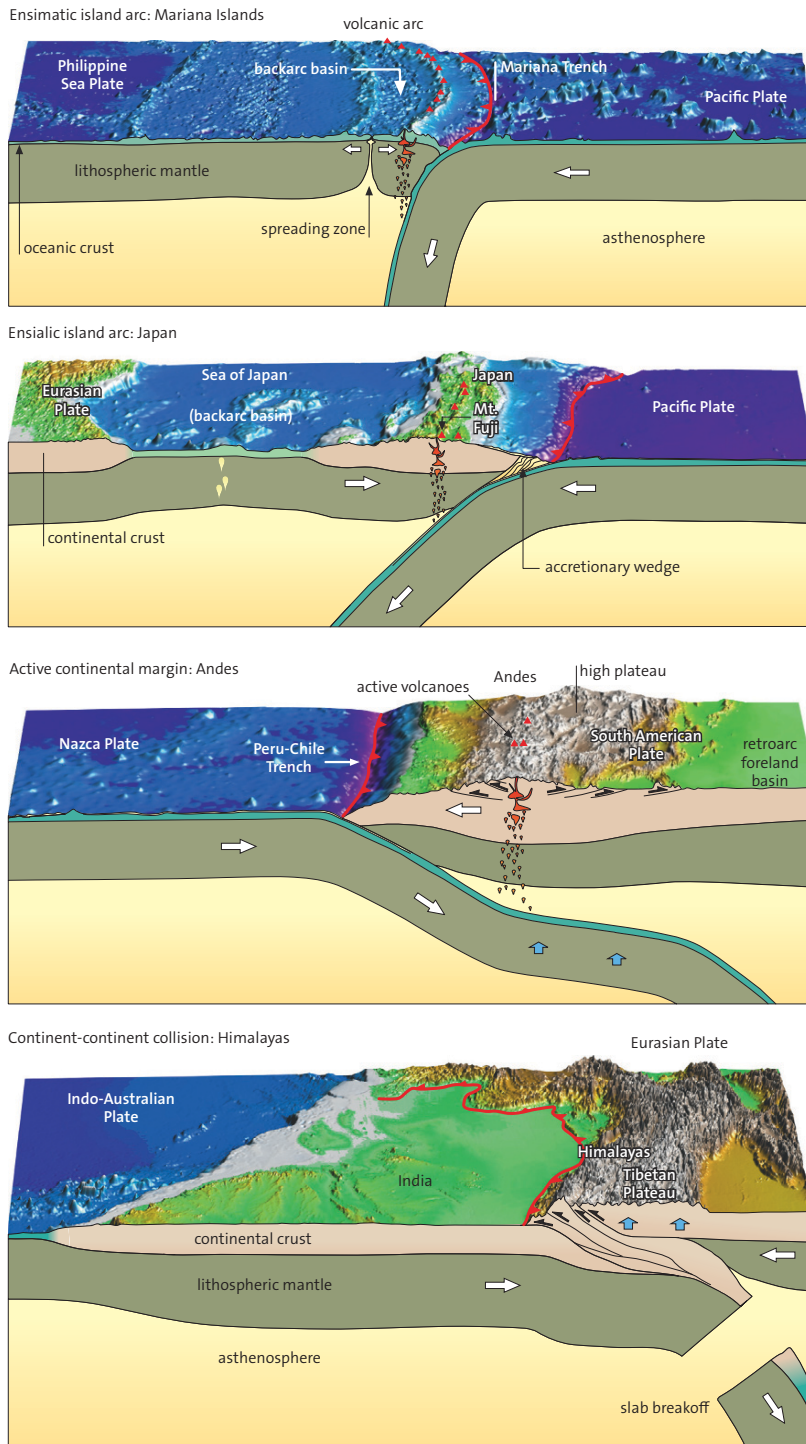 Ensimatic island arc: Mariana Islands
volcanic arc
Philippine
Sea Plate
backarc basin
Mariana Trench
Pacific Plate
lithospheric mantle
spreading zone
asthenosphere
oceanic crust
Ensialic island arc: Japan
Eurasian
Plate
Sea of Japan
(backarc basin)
Japan
Mt.
Fuji
Pacific Plate
continental crust
accretionary wedge
Active continental margin: Andes
Andes
high plateau
active volcanoes
Nazca Plate
Peru-Chile
Trench
South American
Plate
retroarc
foreland
basin
Continent-continent collision: Himalayas
Eurasian Plate
Indo-Australian
Plate
Himalayas
Tibetan
Plateau
India
continental crust
lithospheric mantle
asthenosphere
slab breakoff